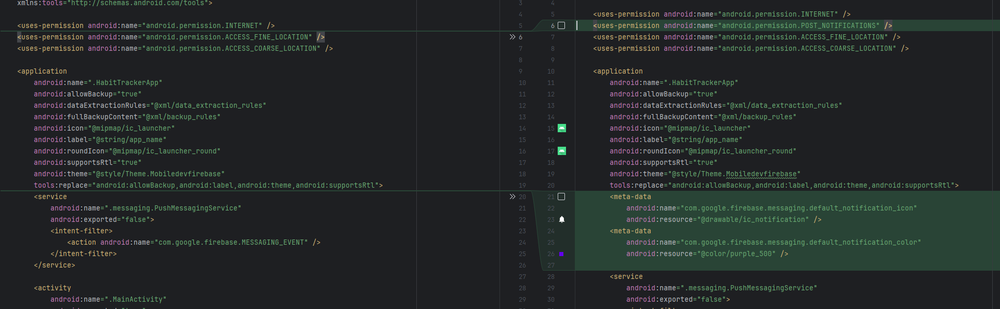 xmlns:tools="http://schemas.android.com/tools">
<uses-permission android:name="android.permission.INTERNET" />
<uses-permission android:name="android.permission.ACCESS_FINE_LOCATION" />
<uses-permission android:name="android.permission.ACCESS_COARSE_LOCATION" />
<application
android:name=".HabitTrackerApp"
android:allowBackup="true"
android:dataExtractionRules="@xml/data_extraction_rules"
android:fullBackupContent="@xml/backup_rules"
android:icon="@mipmap/ic_launcher"
android:label="@string/app_name"
android:roundIcon="@mipmap/ic_launcher_round"
android:supportsRtl="true"
android:theme="@style/Theme.Mobiledevfirebase"
tools:replace="android:allowBackup,android:label,android:theme,android:supportsRtl">
<service
android:name=".messaging.PushMessagingService"
android:exported="false">
<intent-filter>
<action android:name="com.google.firebase.MESSAGING_EVENT" />
</intent-filter>
</service>
<activity
android:name=".MainActivity"
3 4
4 5
5 6
6 7
7 8
8 9
9 10
10 11
11 12
12 13
13 14
14 15
15 16
16 17
17 18
18 19
19 20
20 21
21 22
22 23
23 24
24 25
25 26
26 27
27 28
28 29
29 30
<uses-permission android:name="android.permission.INTERNET" />
<uses-permission android:name="android.permission.POST_NOTIFICATIONS" />
<uses-permission android:name="android.permission.ACCESS_FINE_LOCATION" />
<uses-permission android:name="android.permission.ACCESS_COARSE_LOCATION" />
<application
android:name=".HabitTrackerApp"
android:allowBackup="true"
android:dataExtractionRules="@xml/data_extraction_rules"
android:fullBackupContent="@xml/backup_rules"
android:icon="@mipmap/ic_launcher"
android:label="@string/app_name"
android:roundIcon="@mipmap/ic_launcher_round"
android:supportsRtl="true"
android:theme="@style/Theme.Mobiledevfirebase"
tools:replace="android:allowBackup,android:label,android:theme,android:supportsRtl">
<meta-data
android:name="com.google.firebase.messaging.default_notification_icon"
android:resource="@drawable/ic_notification" />
<meta-data
android:name="com.google.firebase.messaging.default_notification_color"
android:resource="@color/purple_500" />
<service
android:name=".messaging.PushMessagingService"
android:exported="false">